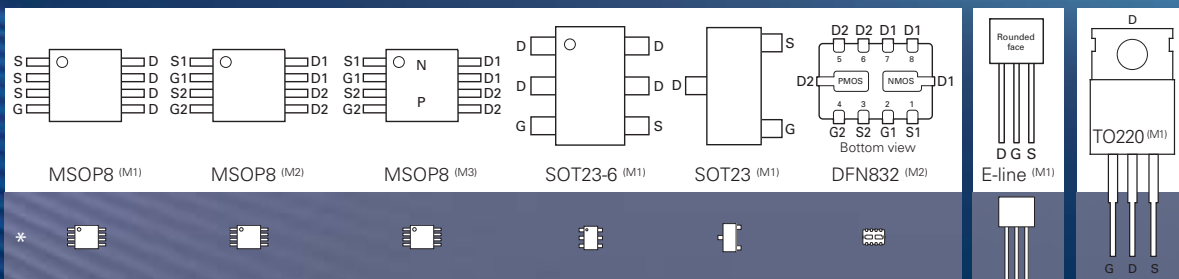 S D
S D
S D
G D
MSOP8 (M1)
S1 D1
G1 D1
S2 D2
G2 D2
MSOP8 (M2)
S1 N D1
G1 D1
S2 P D2
G2 D2
MSOP8 (M3)
D D
D D
G S
SOT23-6 (M1)
S
D
G
SOT23 (M1)
D2 D2 D1 D1
5 6 7 8
D2 PMOS NMOS D1
4 3 2 1
G2 S2 G1 S1
Bottom view
DFN832 (M2)
Rounded
face
D G S
E-line (M1)
D
TO220 (M1)
G D S
*